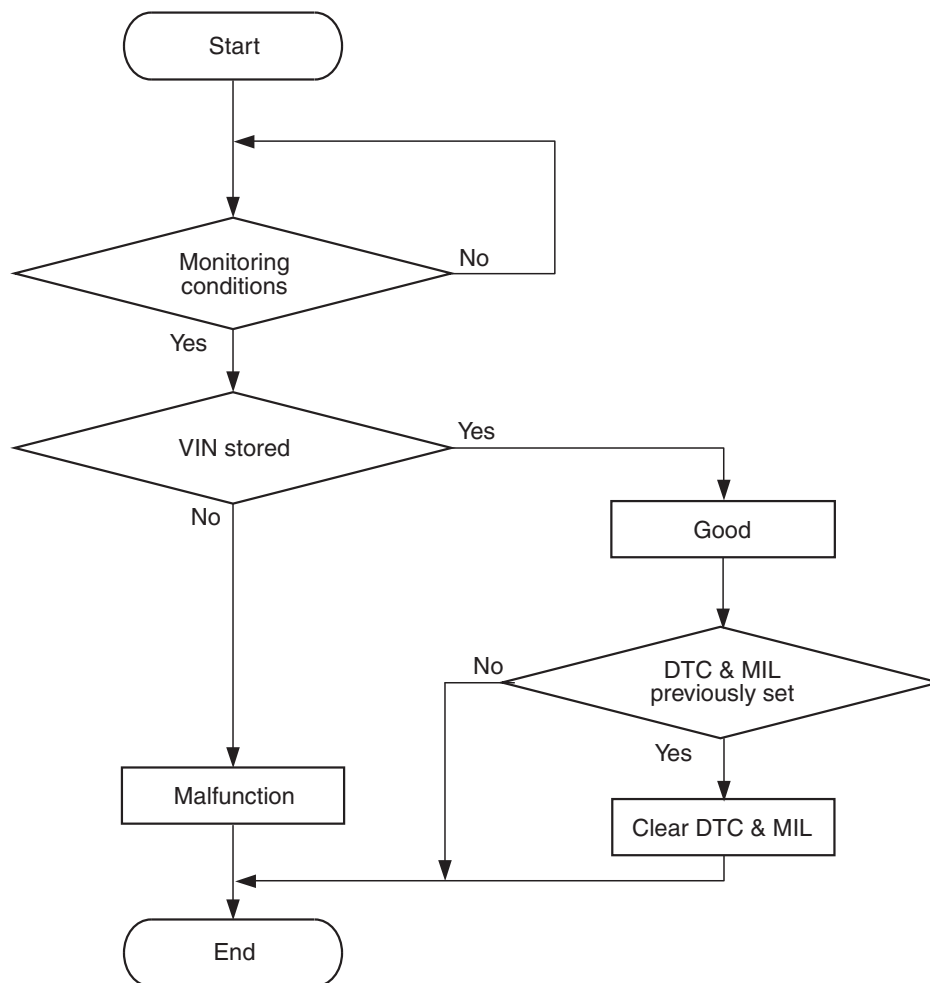 Start
Monitoring
conditions
No
Yes
VIN stored
Yes
No
Good
DTC & MIL
previously set
No
Yes
Malfunction
Clear DTC & MIL
End